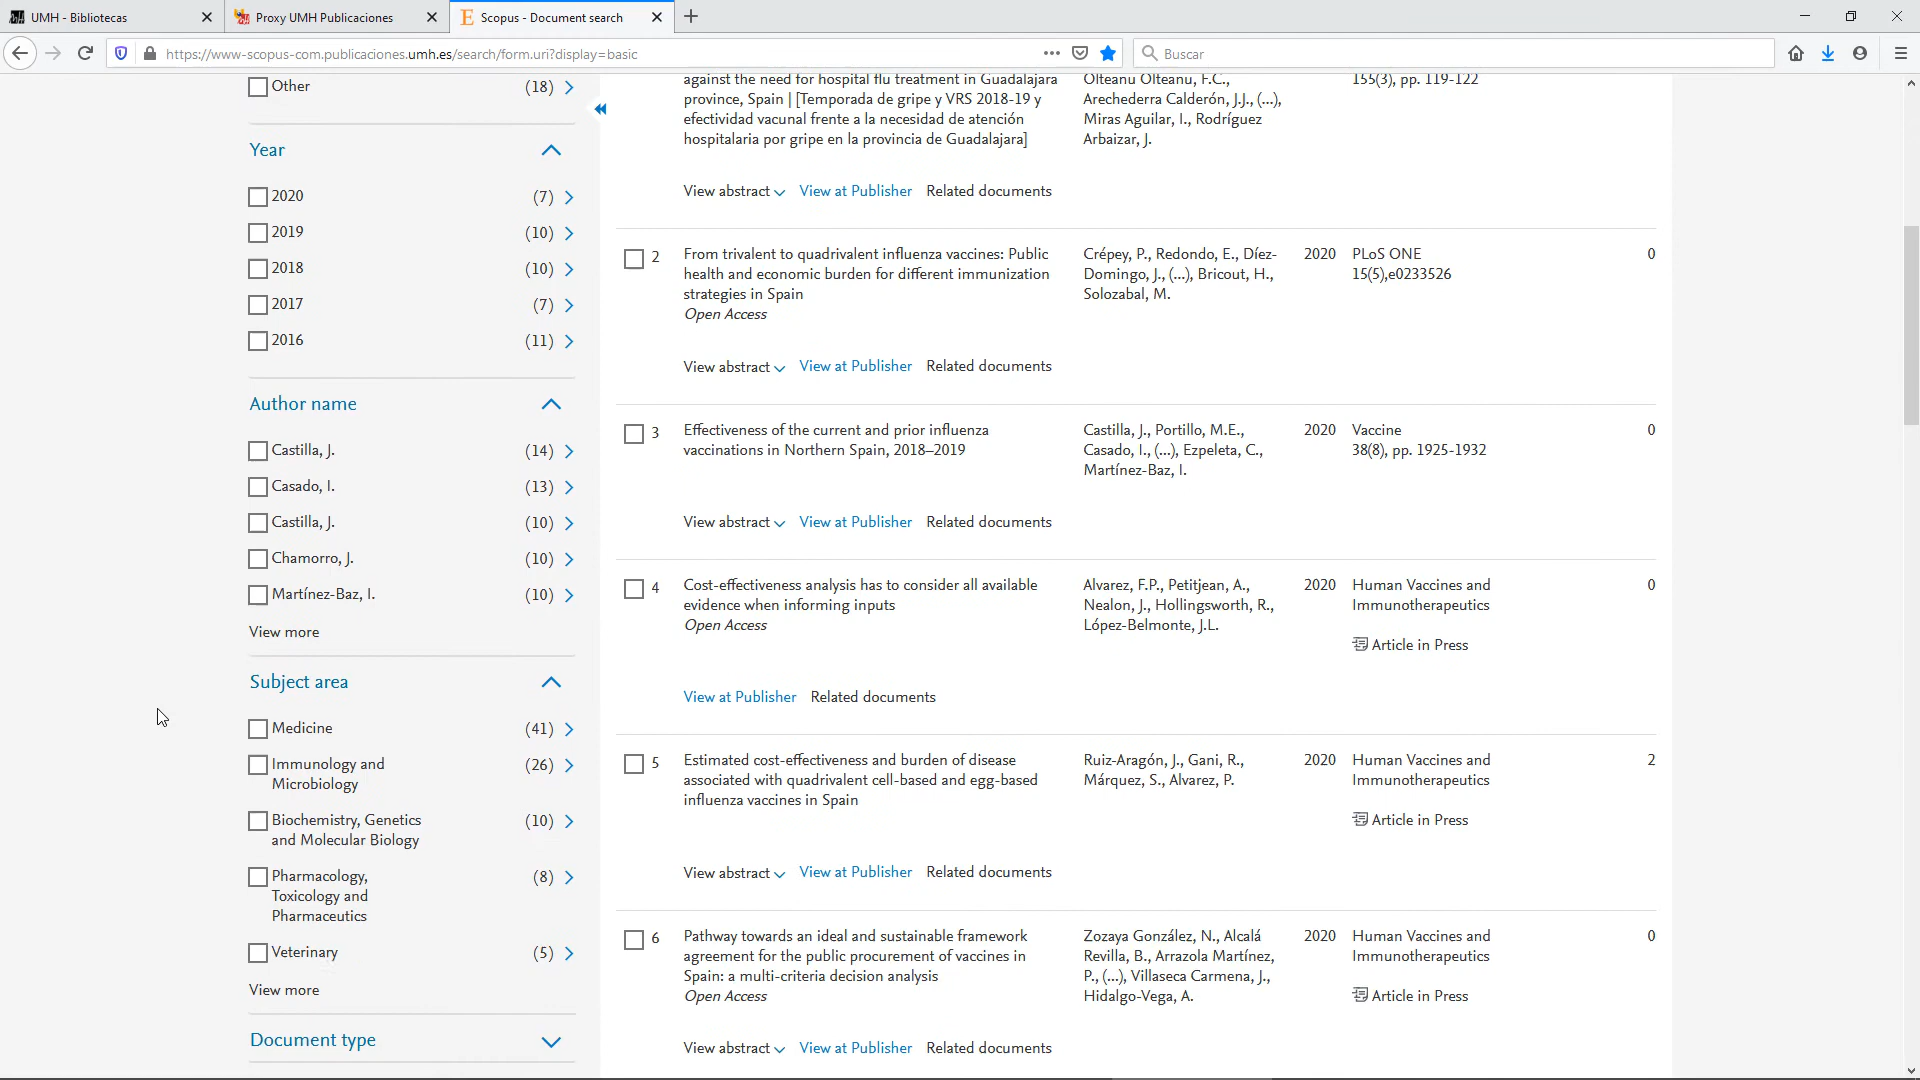 UMH - Bibliotecas
Proxy UMH Publicaciones
Scopus - Document search
https://www-scopus-com.publicaciones.umh.es/search/form.uri?display=basic
Buscar
Other (18)
Year
2020 (7)
2019 (10)
2018 (10)
2017 (7)
2016 (11)
Author name
Castilla, J. (14)
Casado, I. (13)
Castilla, J. (10)
Chamorro, J. (10)
Martínez-Baz, I. (10)
View more
Subject area
Medicine (41)
Immunology and (26)
Microbiology
Biochemistry, Genetics (10)
and Molecular Biology
Pharmacology, (8)
Toxicology and
Pharmaceutics
Veterinary (5)
View more
Document type
against the need for hospital flu treatment in Guadalajara
province, Spain | [Temporada de gripe y VRS 2018-19 y
efectividad vacunal frente a la necesidad de atención
hospitalaria por gripe en la provincia de Guadalajara]
Olteanu Olteanu, F.C.,
Arechederra Calderón, J.J., (...),
Miras Aguilar, I., Rodríguez
Arbaizar, J.
155(3), pp. 119-122
View abstract View at Publisher Related documents
2
From trivalent to quadrivalent influenza vaccines: Public
health and economic burden for different immunization
strategies in Spain
Open Access
Crépey, P., Redondo, E., Díez-
Domingo, J., (...), Bricout, H.,
Solozabal, M.
2020
PLoS ONE
15(5),e0233526
0
View abstract View at Publisher Related documents
3
Effectiveness of the current and prior influenza
vaccinations in Northern Spain, 2018–2019
Castilla, J., Portillo, M.E.,
Casado, I., (...), Ezpeleta, C.,
Martínez-Baz, I.
2020
Vaccine
38(8), pp. 1925-1932
0
View abstract View at Publisher Related documents
4
Cost-effectiveness analysis has to consider all available
evidence when informing inputs
Open Access
Alvarez, F.P., Petitjean, A.,
Nealon, J., Hollingsworth, R.,
López-Belmonte, J.L.
2020
Human Vaccines and
Immunotherapeutics
Article in Press
0
View at Publisher Related documents
5
Estimated cost-effectiveness and burden of disease
associated with quadrivalent cell-based and egg-based
influenza vaccines in Spain
Ruiz-Aragón, J., Gani, R.,
Márquez, S., Alvarez, P.
2020
Human Vaccines and
Immunotherapeutics
Article in Press
2
View abstract View at Publisher Related documents
6
Pathway towards an ideal and sustainable framework
agreement for the public procurement of vaccines in
Spain: a multi-criteria decision analysis
Open Access
Zozaya González, N., Alcalá
Revilla, B., Arrazola Martínez,
P., (...), Villaseca Carmena, J.,
Hidalgo-Vega, A.
2020
Human Vaccines and
Immunotherapeutics
Article in Press
0
View abstract View at Publisher Related documents